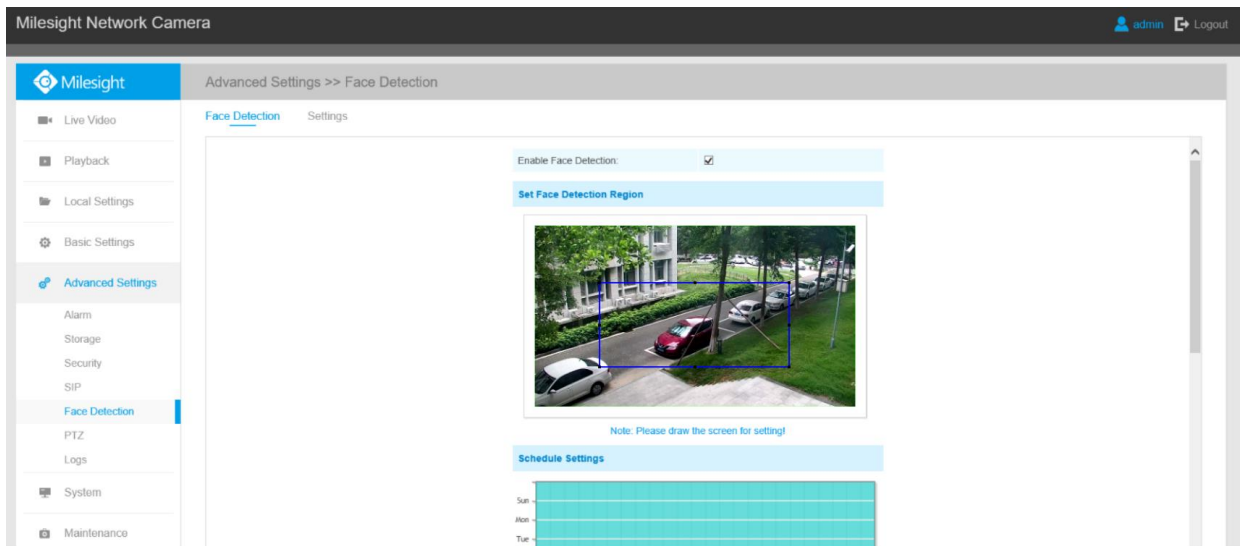 Milesight Network Camera
admin Logout
Milesight
Advanced Settings >> Face Detection
Live Video
Playback
Local Settings
Basic Settings
Advanced Settings
Alarm
Storage
Security
SIP
Face Detection
PTZ
Logs
System
Maintenance
Face Detection Settings
Enable Face Detection:
Set Face Detection Region
Note: Please draw the screen for setting!
Schedule Settings
Sun
Mon
Tue